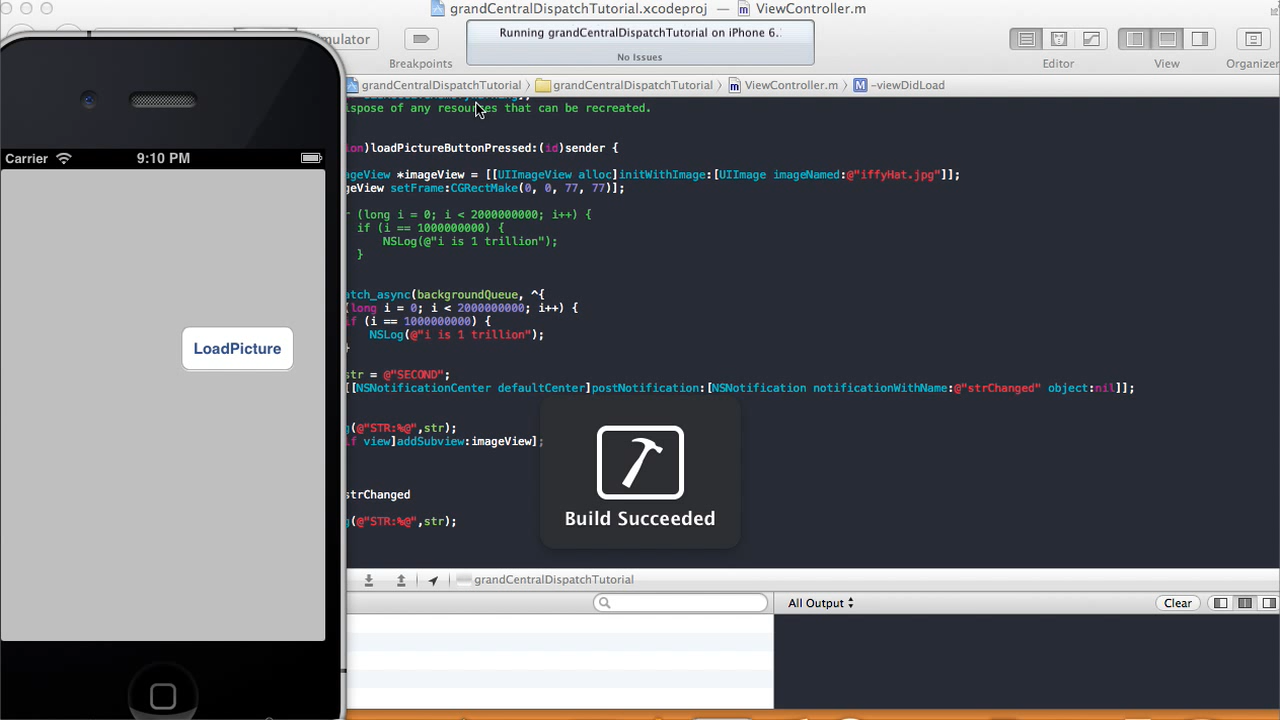 grandCentralDispatchTutorial.xcodeproj — ViewController.m
imulator
Running grandCentralDispatchTutorial on iPhone 6.
No Issues
Breakpoints
Editor
View
Organizer
grandCentralDispatchTutorial
grandCentralDispatchTutorial
ViewController.m
M
-viewDidLoad
Carrier
9:10 PM
LoadPicture
ispose of any resources that can be recreated.
on)loadPictureButtonPressed:(id)sender {
ageView *imageView = [[UIImageView alloc]initWithImage:[UIImage imageNamed:@"iffyHat.jpg"]];
geView setFrame:CGRectMake(0, 0, 77, 77)];
r (long i = 0; i < 2000000000; i++) {
if (i == 1000000000) {
NSLog(@"i is 1 trillion");
}
atch_async(backgroundQueue, ^{
(long i = 0; i < 2000000000; i++) {
if (i == 1000000000) {
NSLog(@"i is 1 trillion");
}
str = @"SECOND";
[[NSNotificationCenter defaultCenter]postNotification:[NSNotification notificationWithName:@"strChanged" object:nil]];
g(@"STR:%@",str);
f view]addSubview:imageView];
strChanged
g(@"STR:%@",str);
Build Succeeded
grandCentralDispatchTutorial
All Output
Clear